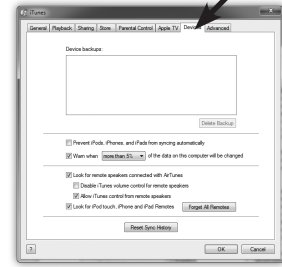 iTunes
General Playback Sharing Store Parental Control Apple TV Devices Advanced
Device backups:
Delete Backup
Prevent iPods, iPhones, and iPads from syncing automatically
Warn when more than 5% of the data on this computer will be changed
Look for remote speakers connected with AirTunes
Disable iTunes volume control for remote speakers
Allow iTunes control from remote speakers
Look for iPod touch, iPhone and iPad Remotes Forget All Remotes
Reset Sync History
? OK Cancel